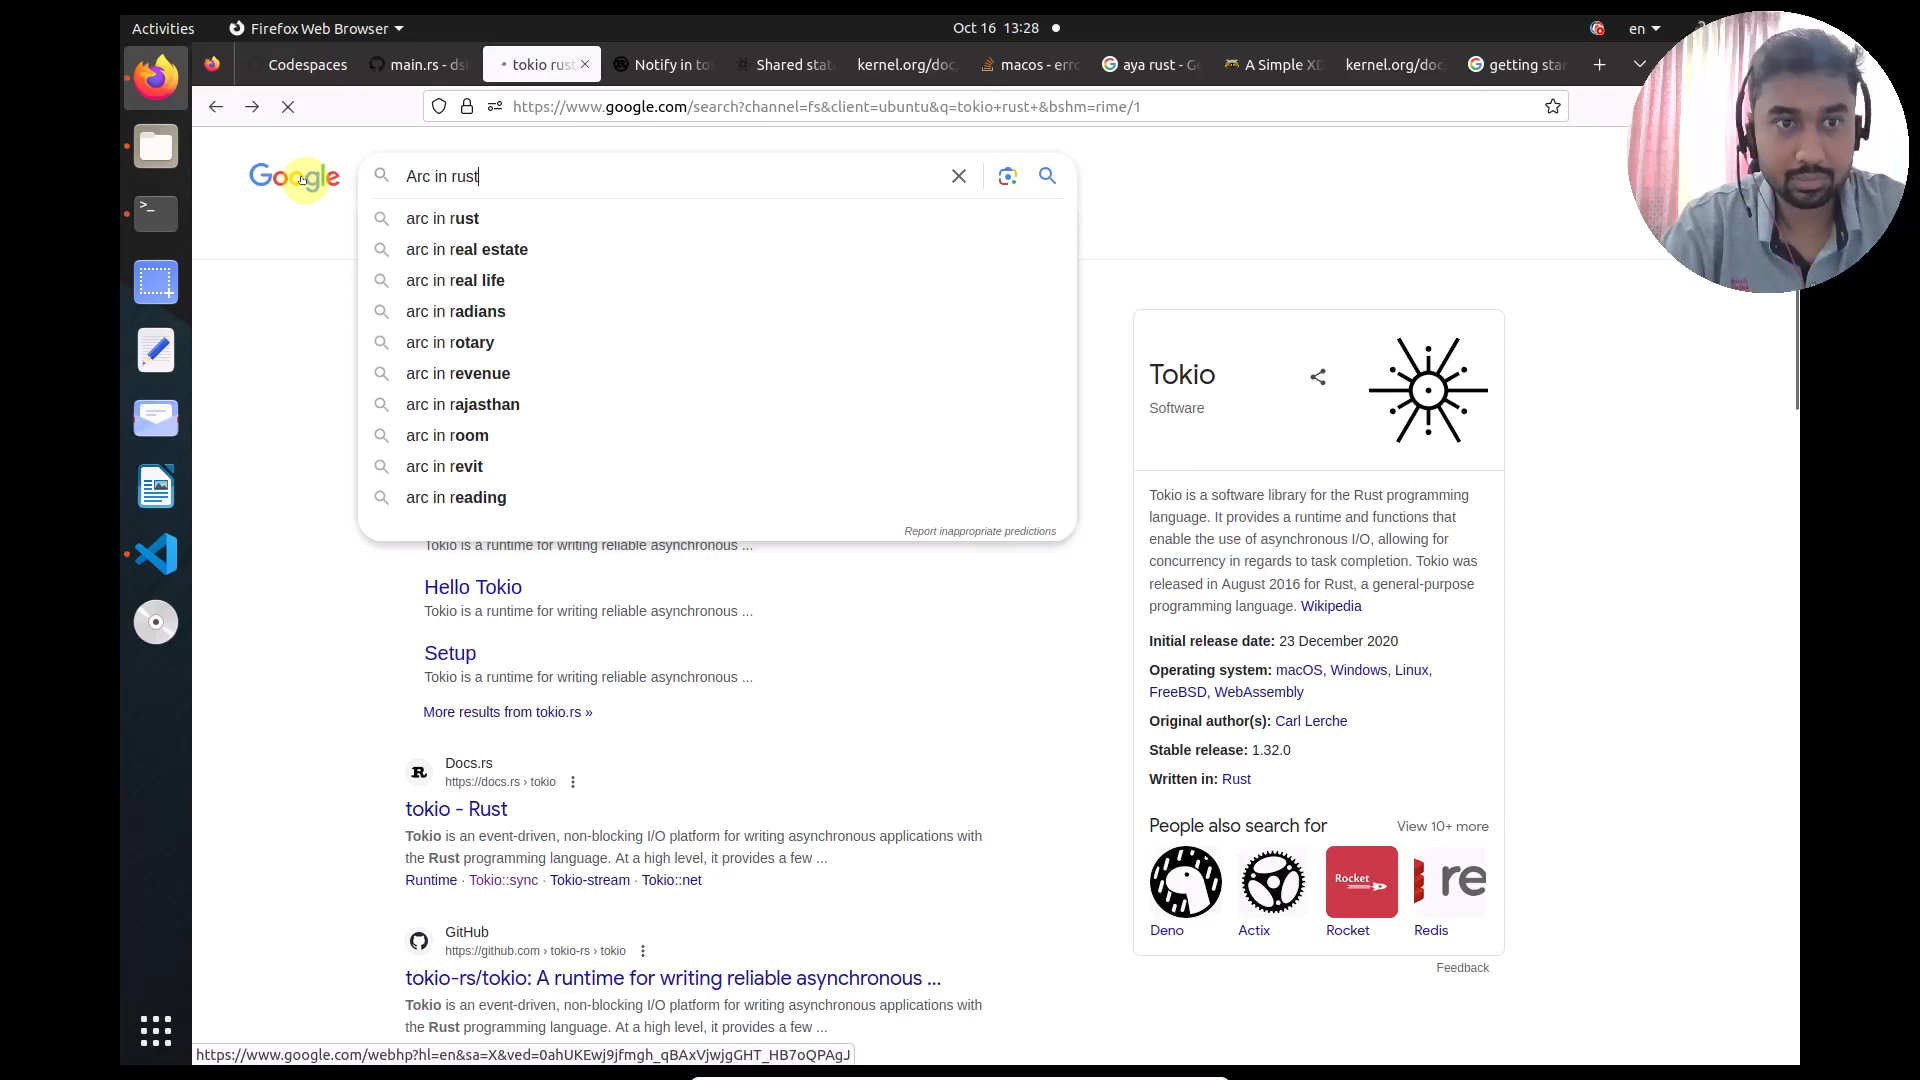 Activities
Firefox Web Browser
Oct 16 13:28
en
Codespaces
main.rs - ds
tokio rus
Notify in to
Shared stat
kernel.org/doc
macos - erro
aya rust - Go
A Simple XD
kernel.org/doc
getting star
https://www.google.com/search?channel=fs&client=ubuntu&q=tokio+rust+&bshm=rime/1
Google
Arc in rust
arc in rust
arc in real estate
arc in real life
arc in radians
arc in rotary
arc in revenue
arc in rajasthan
arc in room
arc in revit
arc in reading
Report inappropriate predictions
Tokio is a runtime for writing reliable asynchronous ...
Hello Tokio
Tokio is a runtime for writing reliable asynchronous ...
Setup
Tokio is a runtime for writing reliable asynchronous ...
More results from tokio.rs »
Docs.rs
https://docs.rs › tokio
tokio - Rust
Tokio is an event-driven, non-blocking I/O platform for writing asynchronous applications with
the Rust programming language. At a high level, it provides a few ...
Runtime · Tokio::sync · Tokio-stream · Tokio::net
GitHub
https://github.com › tokio-rs › tokio
tokio-rs/tokio: A runtime for writing reliable asynchronous ...
Tokio is an event-driven, non-blocking I/O platform for writing asynchronous applications with
the Rust programming language. At a high level, it provides a few ...
Tokio
Software
Tokio is a software library for the Rust programming
language. It provides a runtime and functions that
enable the use of asynchronous I/O, allowing for
concurrency in regards to task completion. Tokio was
released in August 2016 for Rust, a general-purpose
programming language. Wikipedia
Initial release date: 23 December 2020
Operating system: macOS, Windows, Linux,
FreeBSD, WebAssembly
Original author(s): Carl Lerche
Stable release: 1.32.0
Written in: Rust
People also search for
View 10+ more
Rocket
re
Deno
Actix
Rocket
Redis
Feedback
https://www.google.com/webhp?hl=en&sa=X&ved=0ahUKEwj9jfmgh_qBAxVjwjgGHT_HB7oQPAgJ